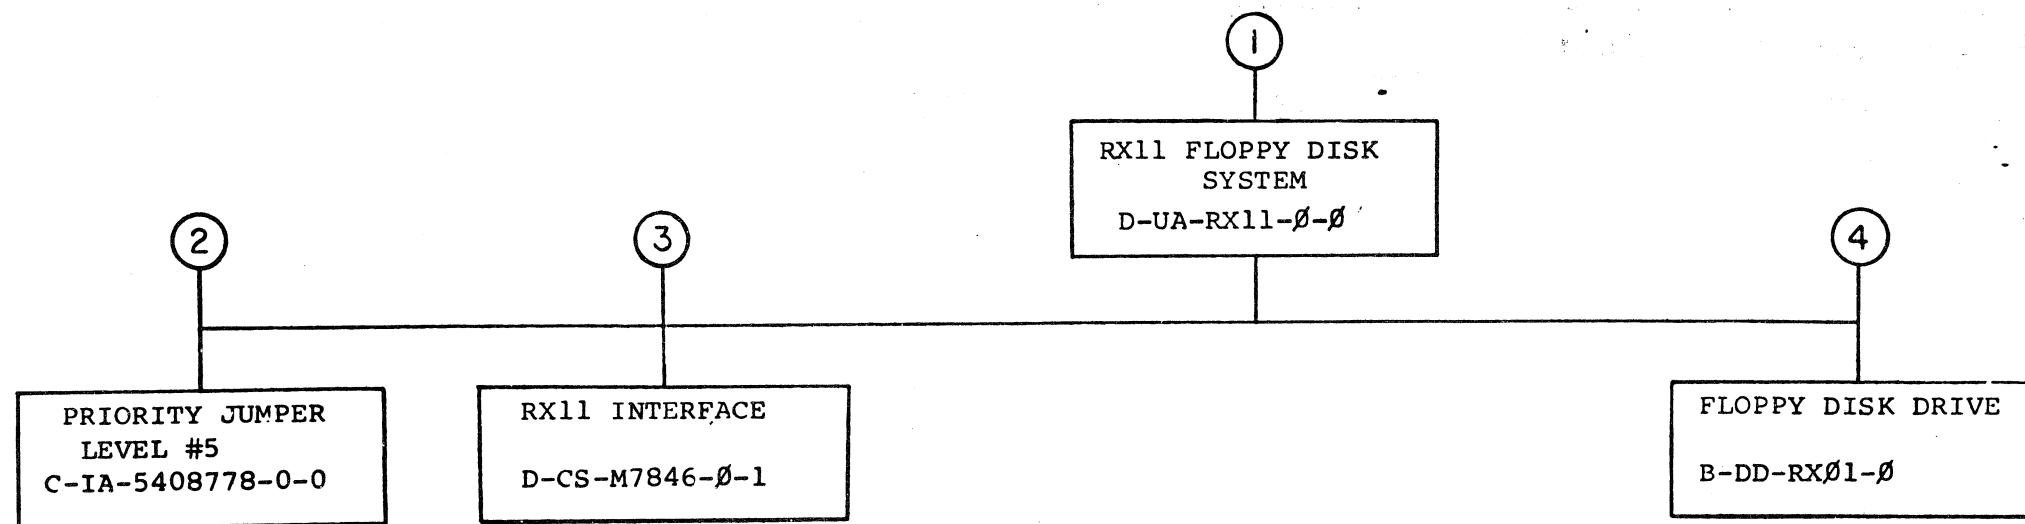 1
RX11 FLOPPY DISK
SYSTEM
D-UA-RX11-Ø-Ø
2
3
4
PRIORITY JUMPER
LEVEL #5
C-IA-5408778-0-0
RX11 INTERFACE
D-CS-M7846-Ø-1
FLOPPY DISK DRIVE
B-DD-RXØ1-Ø